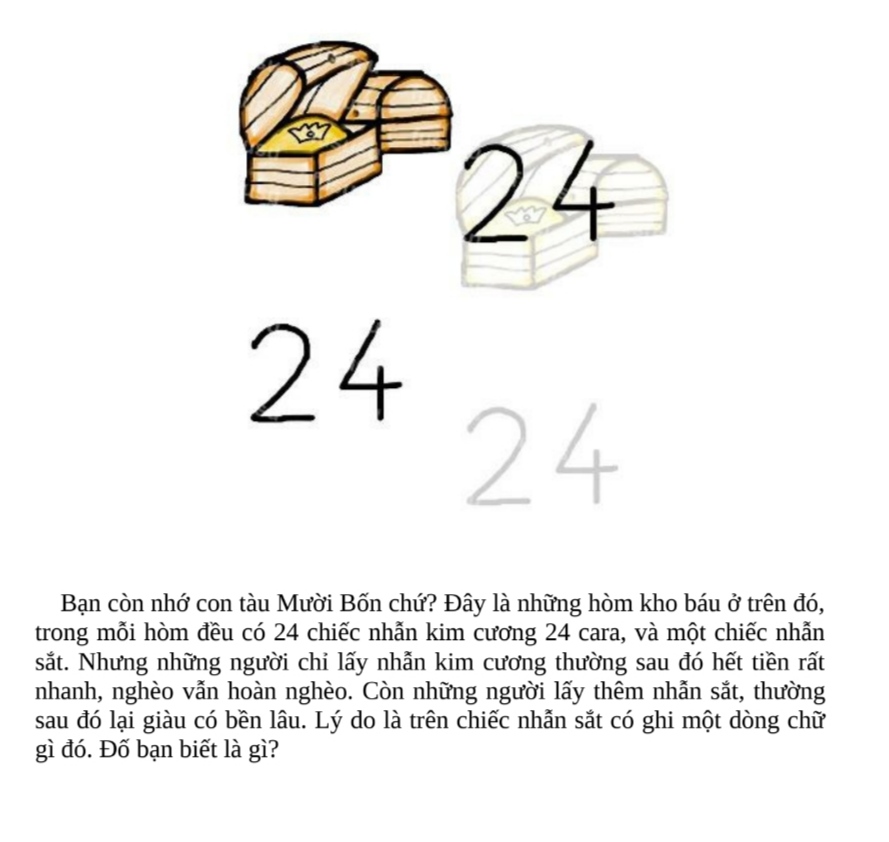 24
24
24
Bạn còn nhớ con tàu Mười Bốn chứ? Đây là những hòm kho báu ở trên đó,
trong mỗi hòm đều có 24 chiếc nhẫn kim cương 24 cara, và một chiếc nhẫn
sắt. Nhưng những người chỉ lấy nhẫn kim cương thường sau đó hết tiền rất
nhanh, nghèo vẫn hoàn nghèo. Còn những người lấy thêm nhẫn sắt, thường
sau đó lại giàu có bền lâu. Lý do là trên chiếc nhẫn sắt có ghi một dòng chữ
gì đó. Đố bạn biết là gì?